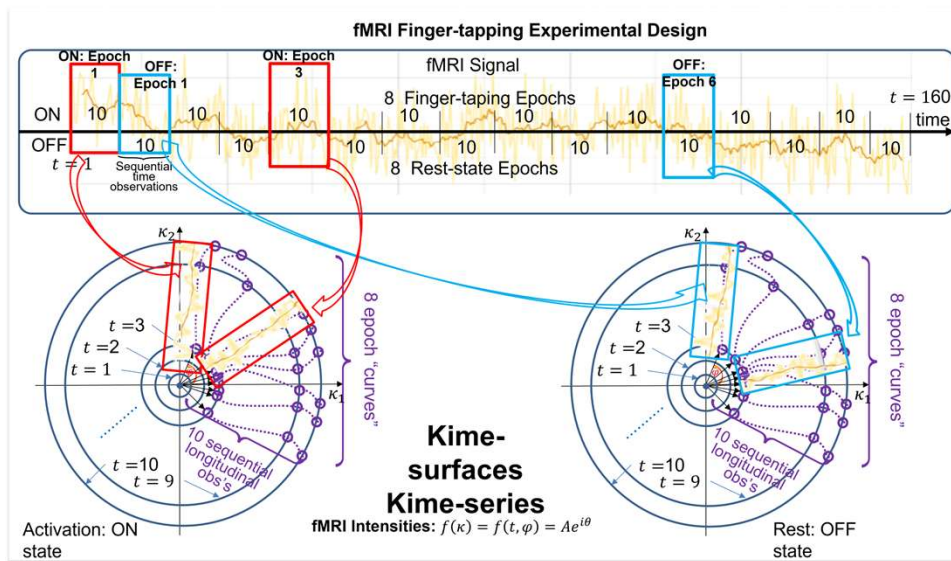 fMRI Finger-tapping Experimental Design
ON: Epoch
1
OFF:
Epoch 1
ON: Epoch
3
fMRI Signal
OFF:
Epoch 6
8 Finger-taping Epochs
t = 160
ON
10 10 10 10 10 10 10 10
time
OFF
10 10 10 10 10 10 10 10
t = 1
Sequential
time
observations
8 Rest-state Epochs
κ₂
κ₂
t = 3
t = 2
t = 1
κ₁
8 epoch "curves"
10 sequential
longitudinal
obs's
t = 10
t = 9
t = 3
t = 2
t = 1
κ₁
8 epoch "curves"
10 sequential
longitudinal
obs's
t = 10
t = 9
Kime-
surfaces
Kime-series
fMRI Intensities: f(κ) = f(t, φ) = Ae^{iθ}
Activation: ON
state
Rest: OFF
state